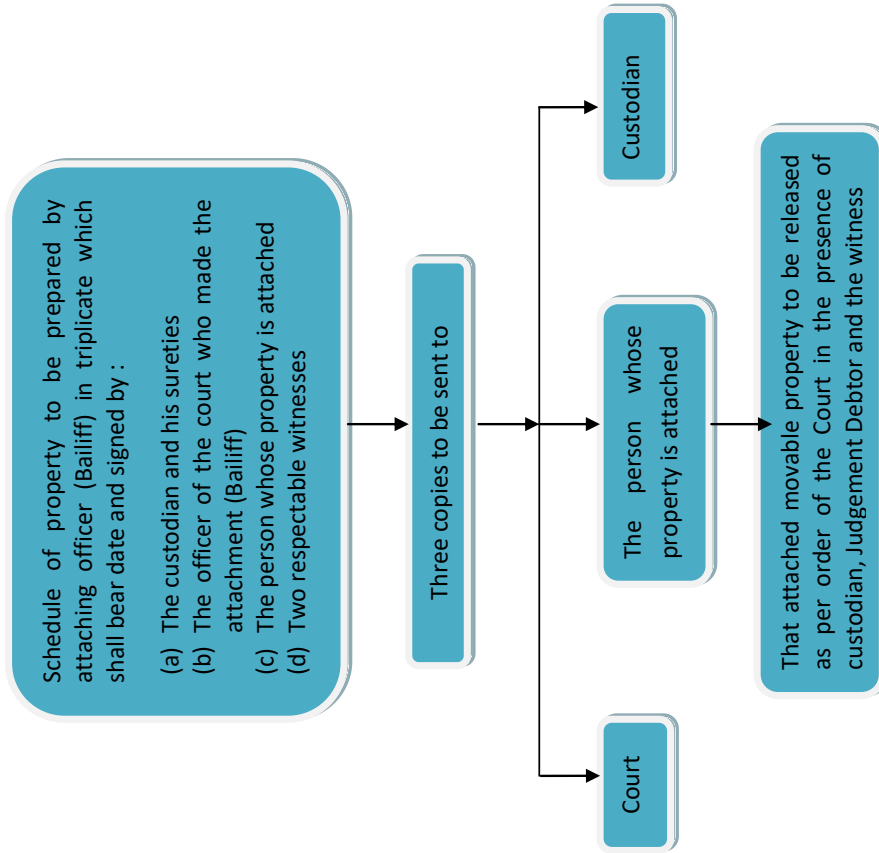 Schedule of property to be prepared by
attaching officer (Bailiff) in triplicate which
shall bear date and signed by :
(a) The custodian and his sureties
(b) The officer of the court who made the
attachment (Bailiff)
(c) The person whose property is attached
(d) Two respectable witnesses
Three copies to be sent to
Court
The person whose
property is attached
Custodian
That attached movable property to be released
as per order of the Court in the presence of
custodian, Judgement Debtor and the witness